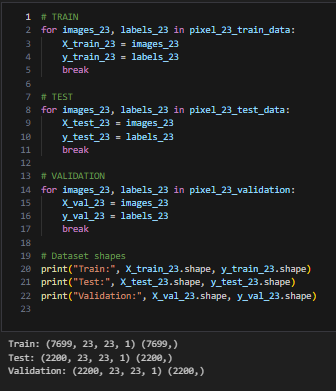 1 # TRAIN
2 for images_23, labels_23 in pixel_23_train_data:
3     X_train_23 = images_23
4     y_train_23 = labels_23
5     break
6
7 # TEST
8 for images_23, labels_23 in pixel_23_test_data:
9     X_test_23 = images_23
10     y_test_23 = labels_23
11     break
12
13 # VALIDATION
14 for images_23, labels_23 in pixel_23_validation:
15     X_val_23 = images_23
16     y_val_23 = labels_23
17     break
18
19 # Dataset shapes
20 print("Train:", X_train_23.shape, y_train_23.shape)
21 print("Test:", X_test_23.shape, y_test_23.shape)
22 print("Validation:", X_val_23.shape, y_val_23.shape)
23
Train: (7699, 23, 23, 1) (7699,)
Test: (2200, 23, 23, 1) (2200,)
Validation: (2200, 23, 23, 1) (2200,)